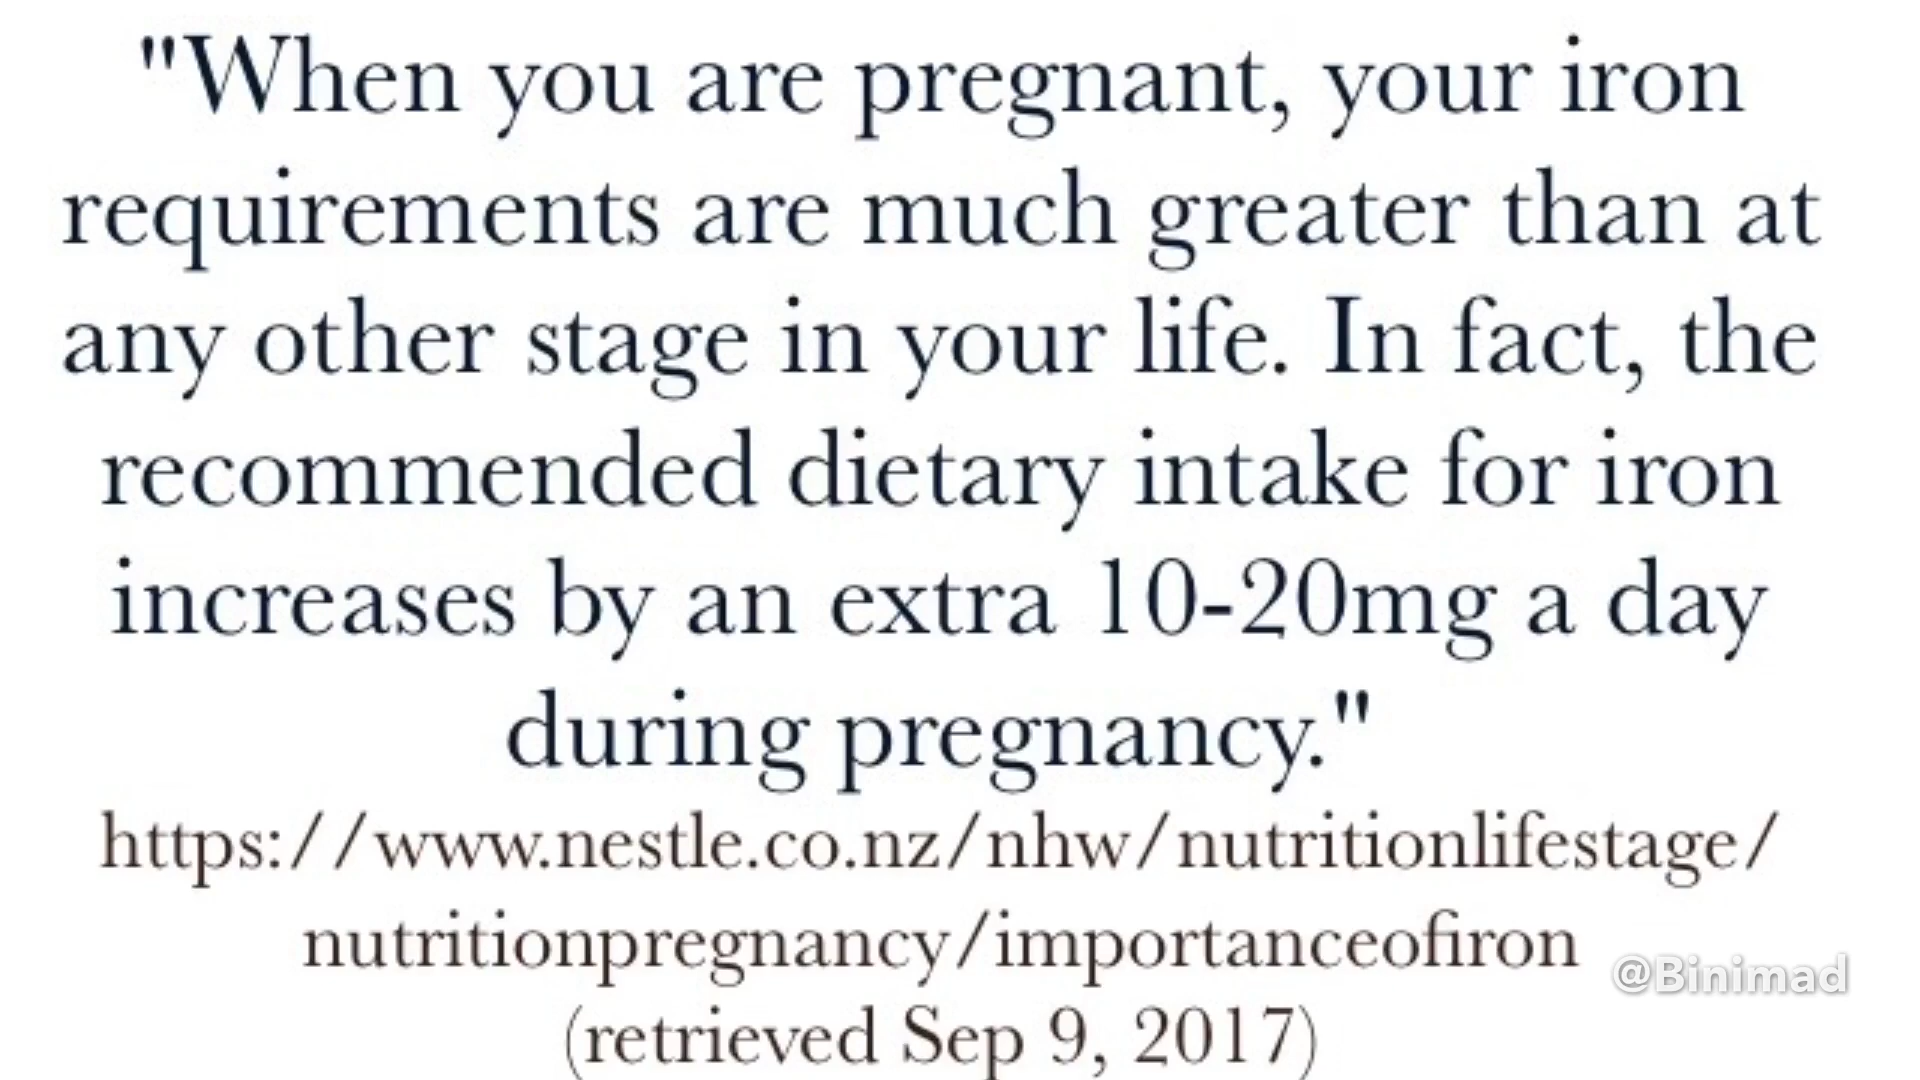 "When you are pregnant, your iron
requirements are much greater than at
any other stage in your life. In fact, the
recommended dietary intake for iron
increases by an extra 10-20mg a day
during pregnancy."
https://www.nestle.co.nz/nhw/nutritionlifestage/
nutritionpregnancy/importanceofiron
@Binimad
(retrieved Sep 9, 2017)